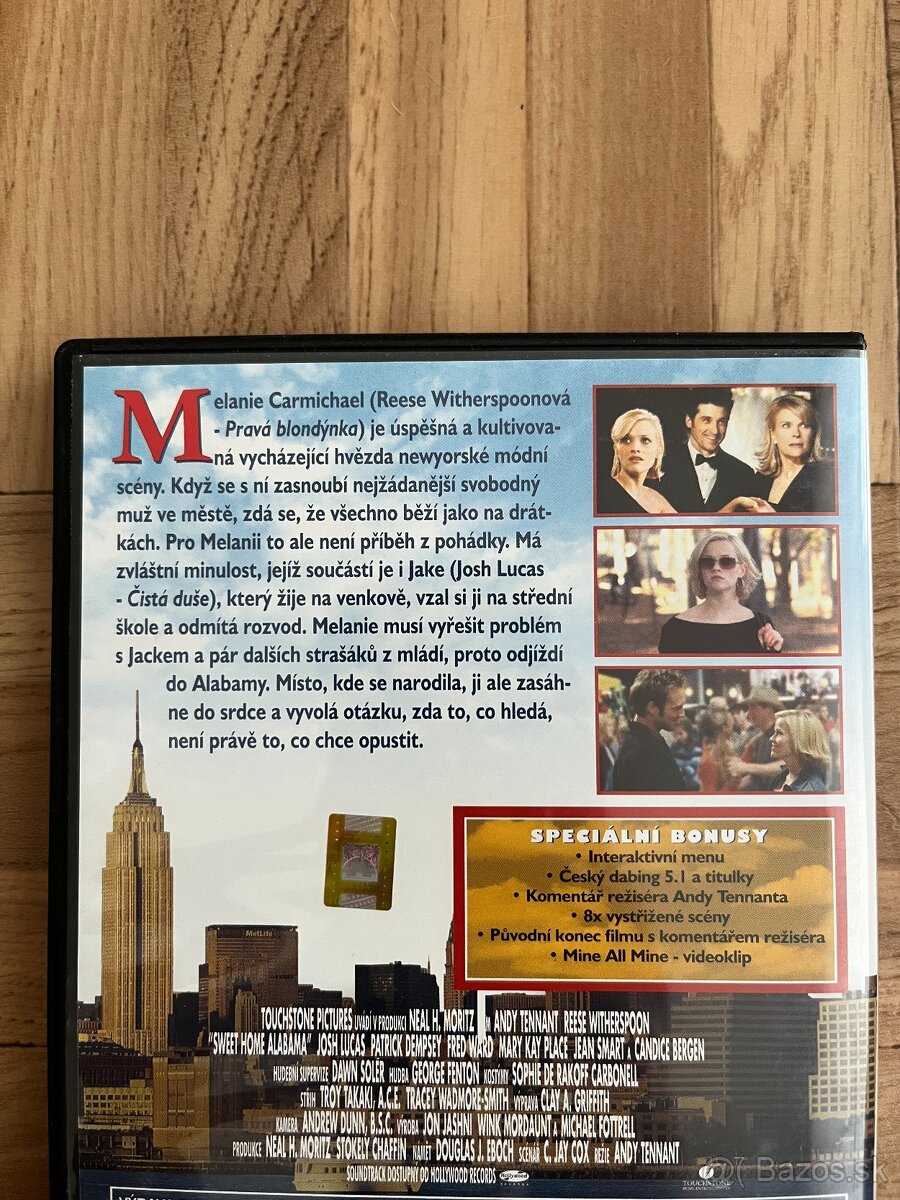 Melanie Carmichael (Reese Witherspoonová
- Pravá blondýnka) je úspěšná a kultivova-
ná vycházející hvězda newyorské módní
scény. Když se s ní zasnoubí nejžádanější svobodný
muž ve městě, zdá se, že všechno běží jako na drát-
kách. Pro Melanii to ale není příběh z pohádky. Má
zvláštní minulost, jejíž součástí je i Jake (Josh Lucas
- Čistá duše), který žije na venkově, vzal si ji na střední
škole a odmítá rozvod. Melanie musí vyřešit problém
s Jackem a pár dalších strašáků z mládí, proto odjíždí
do Alabamy. Místo, kde se narodila, ji ale zasáh-
ne do srdce a vyvolá otázku, zda to, co hledá,
není právě to, co chce opustit.
SPECIÁLNÍ BONUSY
• Interaktivní menu
• Český dabing 5.1 a titulky
• Komentář režiséra Andy Tennanta
• 8x vystřižené scény
• Původní konec filmu s komentářem režiséra
• Mine All Mine - videoklip
MetLife
TOUCHSTONE PICTURES UVÁDÍ V PRODUKCI NEAL H. MORITZ ANDY TENNANT REESE WITHERSPOON
"SWEET HOME ALABAMA" JOSH LUCAS PATRICK DEMPSEY FRED WARD MARY KAY PLACE JEAN SMART A CANDICE BERGEN
HUDEBNÍ SUPERVIZE DAWN SOLER HUDBA GEORGE FENTON KOSTÝMY SOPHIE DE RAKOFF CARBONELL
STŘIH TROY TAKAKI, A.C.E. TRACEY WADMORE-SMITH VÝPRAVA CLAY A. GRIFFITH
KAMERA ANDREW DUNN, B.S.C. VÝROBA JON JASHNI WINK MORDAUNT A MICHAEL FOTTRELL
PRODUKCE NEAL H. MORITZ STOKELY CHAFFIN NÁMĚT DOUGLAS J. EBOCH SCÉNÁŘ C. JAY COX REŽIE ANDY TENNANT
SOUNDTRACK DOSTUPNÝ OD HOLLYWOOD RECORDS
TOUCHSTONE
Bazos.sk